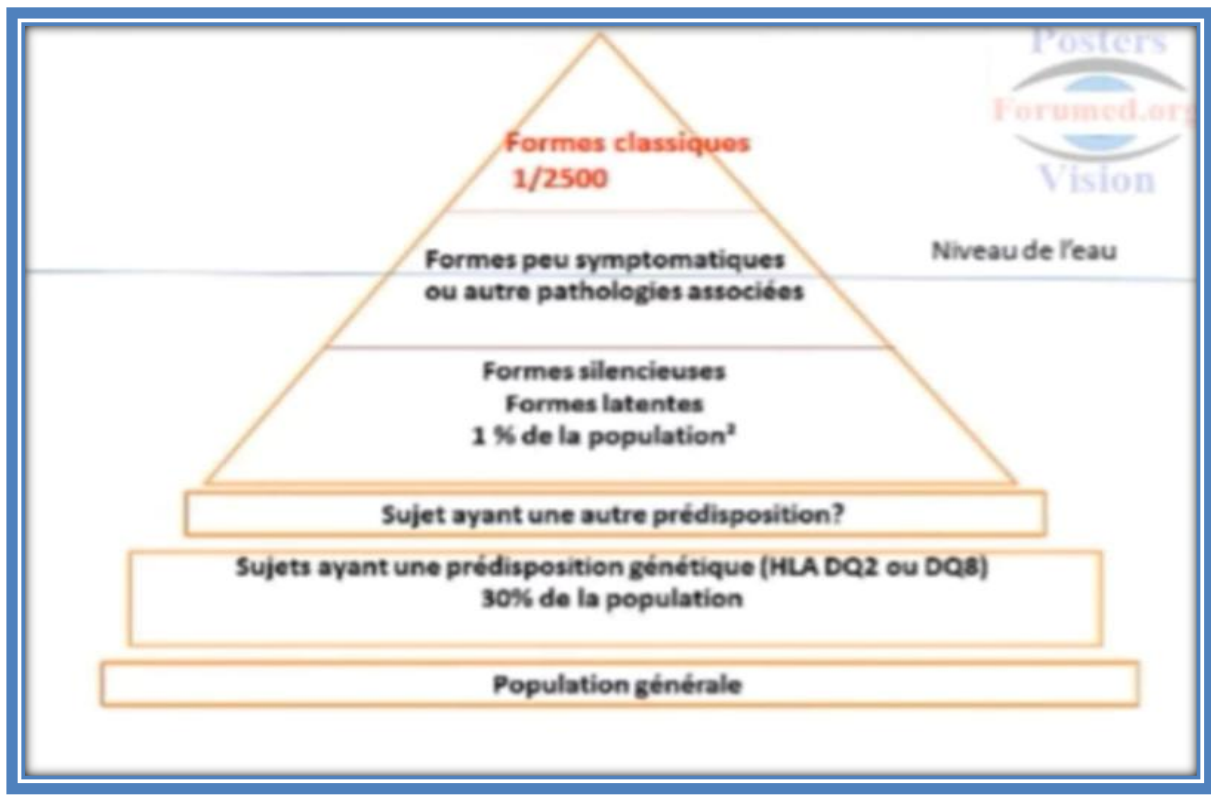 Posters
Forumed.org
Vision
Formes classiques
1/2500
Niveau de l'eau
Formes peu symptomatiques
ou autre pathologies associées
Formes silencieuses
Formes latentes
1 % de la population²
Sujet ayant une autre prédisposition?
Sujets ayant une prédisposition génétique (HLA DQ2 ou DQ8)
30% de la population
Population générale